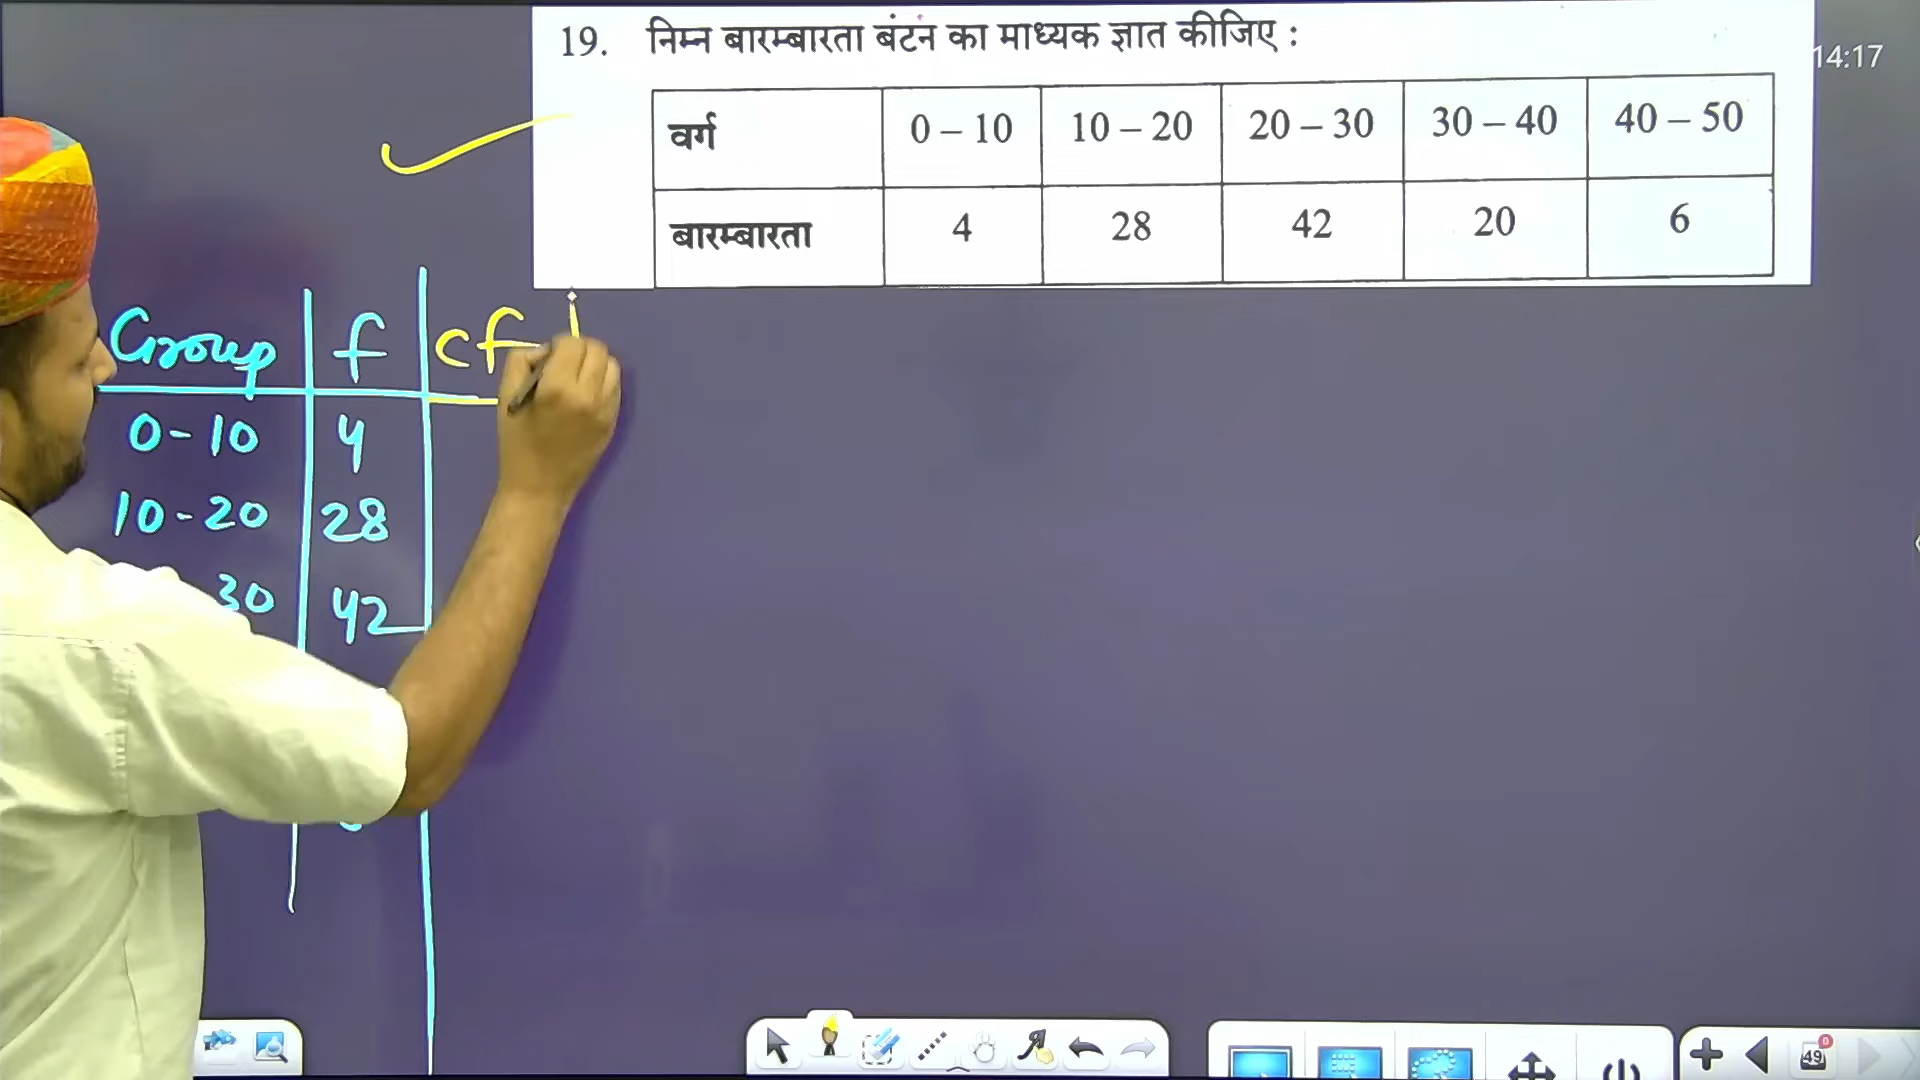 19. निम्न बारम्बारता बंटन का माध्यक ज्ञात कीजिए :
14:17
वर्ग 0 – 10 10 – 20 20 – 30 30 – 40 40 – 50
बारम्बारता 4 28 42 20 6
Group f cf
0-10 4
10-20 28
-30 42
49
0